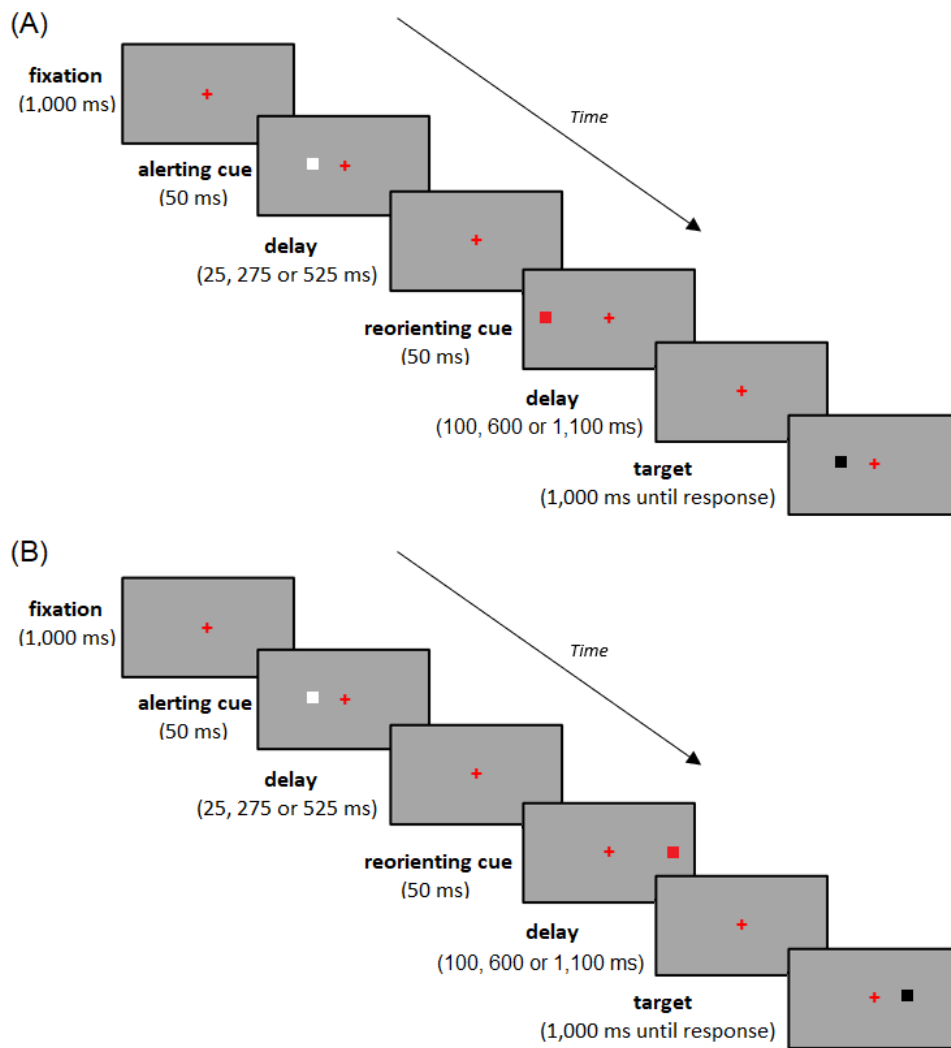 (A)
fixation
(1,000 ms)
Time
alerting cue
(50 ms)
delay
(25, 275 or 525 ms)
reorienting cue
(50 ms)
delay
(100, 600 or 1,100 ms)
target
(1,000 ms until response)
(B)
fixation
(1,000 ms)
Time
alerting cue
(50 ms)
delay
(25, 275 or 525 ms)
reorienting cue
(50 ms)
delay
(100, 600 or 1,100 ms)
target
(1,000 ms until response)